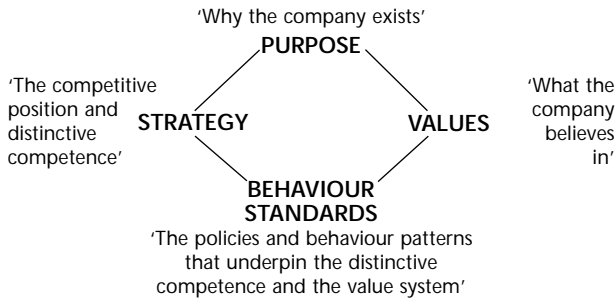 ‘Why the company exists’
PURPOSE
‘The competitive
position and
distinctive
competence’
STRATEGY
VALUES
‘What the
company
believes
in’
BEHAVIOUR
STANDARDS
‘The policies and behaviour patterns
that underpin the distinctive
competence and the value system’